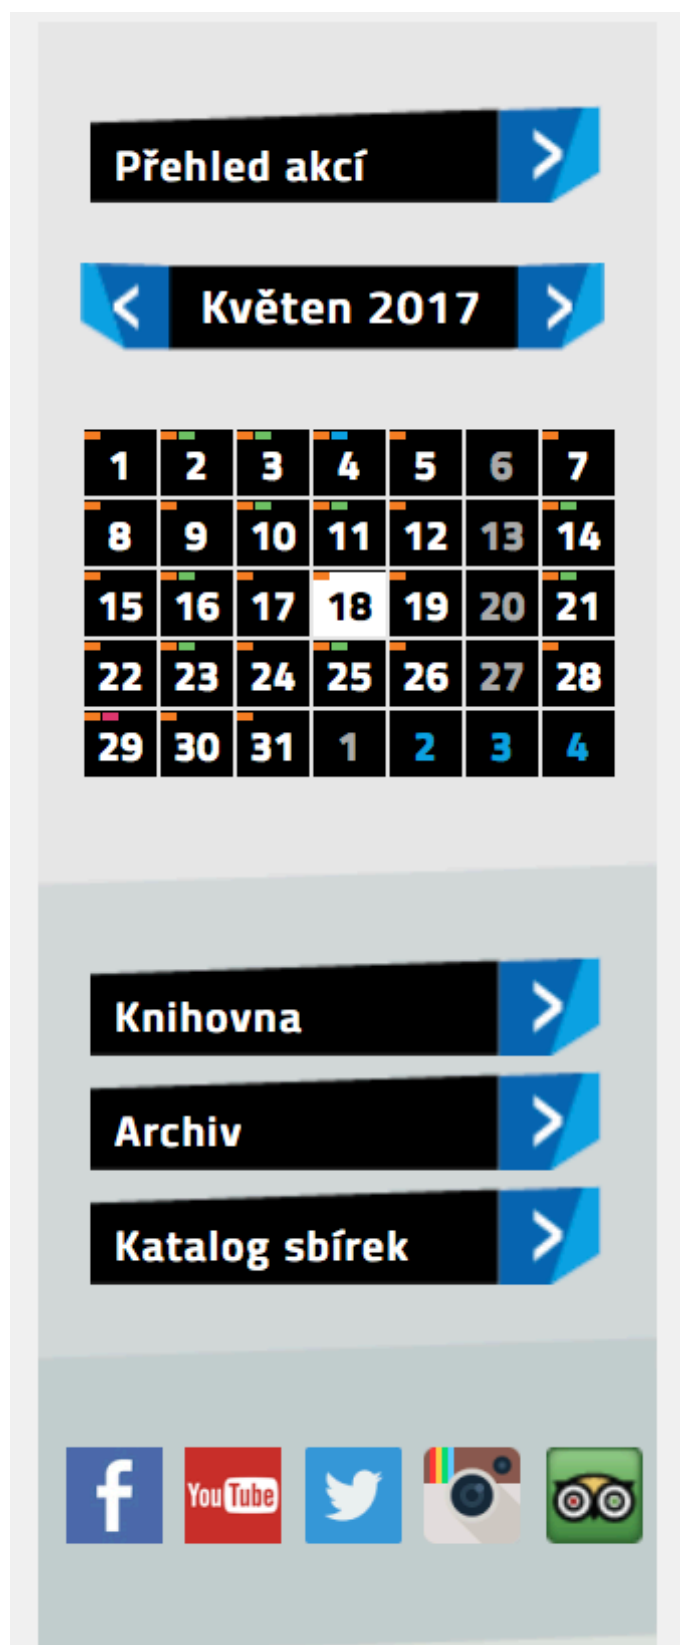 Přehled akcí
Květen 2017
1 2 3 4 5 6 7
8 9 10 11 12 13 14
15 16 17 18 19 20 21
22 23 24 25 26 27 28
29 30 31 1 2 3 4
Knihovna
Archiv
Katalog sbírek
f YouTube